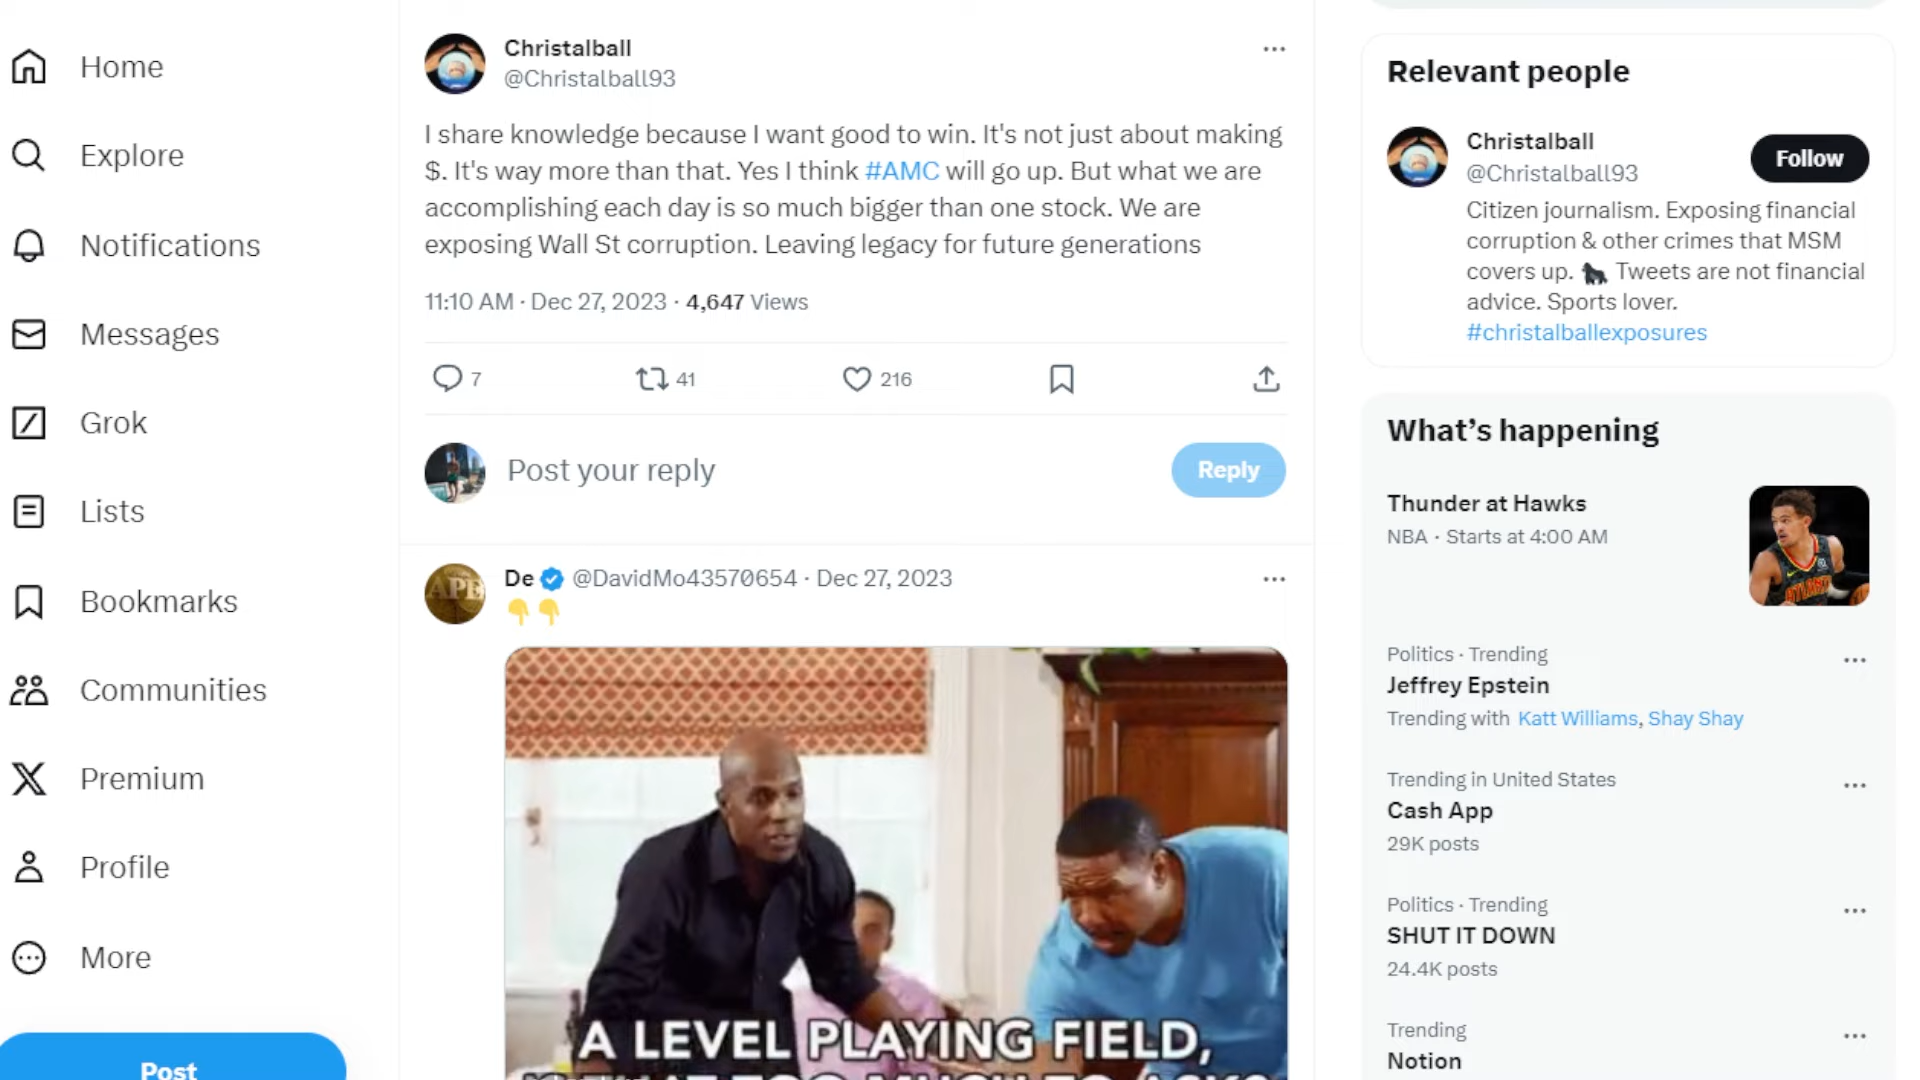 Home
Explore
Notifications
Messages
Grok
Lists
Bookmarks
Communities
Premium
Profile
More
Post
Christalball
@Christalball93
I share knowledge because I want good to win. It's not just about making
$. It's way more than that. Yes I think #AMC will go up. But what we are
accomplishing each day is so much bigger than one stock. We are
exposing Wall St corruption. Leaving legacy for future generations
11:10 AM · Dec 27, 2023 · 4,647 Views
7
41
216
Post your reply
Reply
De @DavidMo43570654 · Dec 27, 2023
👇👇
APE
A LEVEL PLAYING FIELD,
Relevant people
Christalball
@Christalball93
Follow
Citizen journalism. Exposing financial
corruption & other crimes that MSM
covers up. 🦍 Tweets are not financial
advice. Sports lover.
#christalballexposures
What's happening
Thunder at Hawks
NBA · Starts at 4:00 AM
Politics · Trending
Jeffrey Epstein
Trending with Katt Williams, Shay Shay
Trending in United States
Cash App
29K posts
Politics · Trending
SHUT IT DOWN
24.4K posts
Trending
Notion